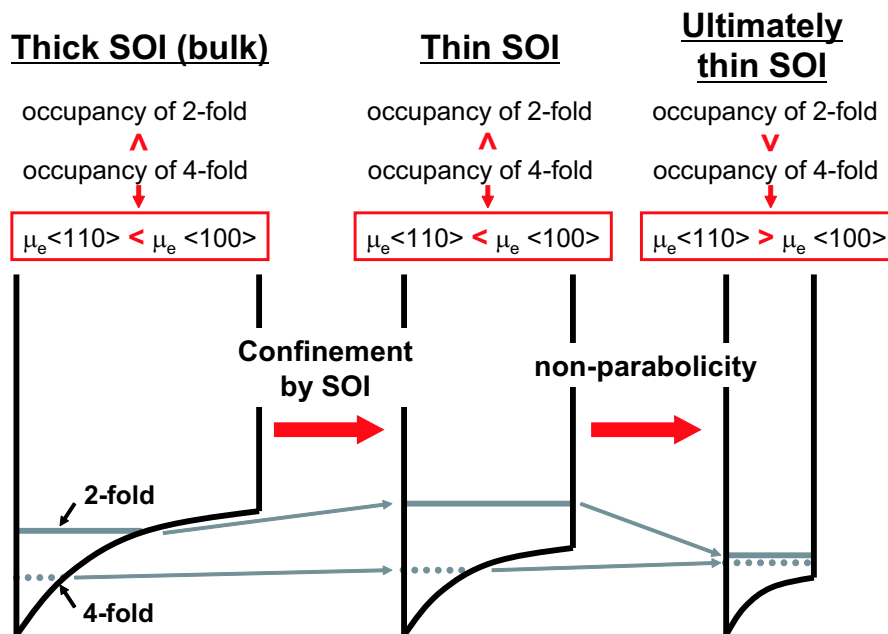 Thick SOI (bulk)
occupancy of 2-fold
<
occupancy of 4-fold
μe<110> < μe <100>
Thin SOI
occupancy of 2-fold
<
occupancy of 4-fold
μe<110> < μe <100>
Ultimately
thin SOI
occupancy of 2-fold
>
occupancy of 4-fold
μe<110> > μe <100>
Confinement
by SOI
non-parabolicity
2-fold
4-fold